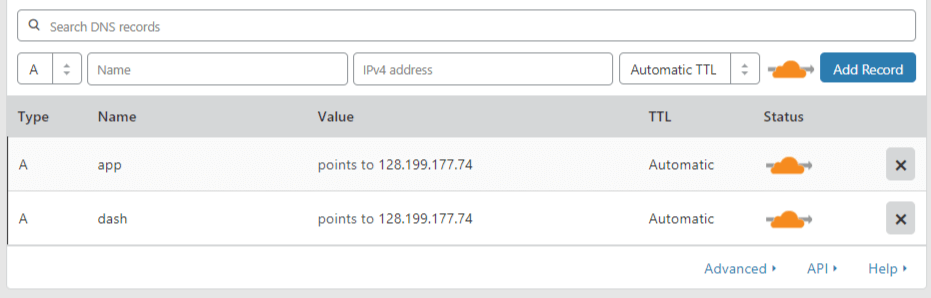 Search DNS records
A Name IPv4 address Automatic TTL Add Record
Type Name Value TTL Status
A app points to 128.199.177.74 Automatic
A dash points to 128.199.177.74 Automatic
Advanced API Help